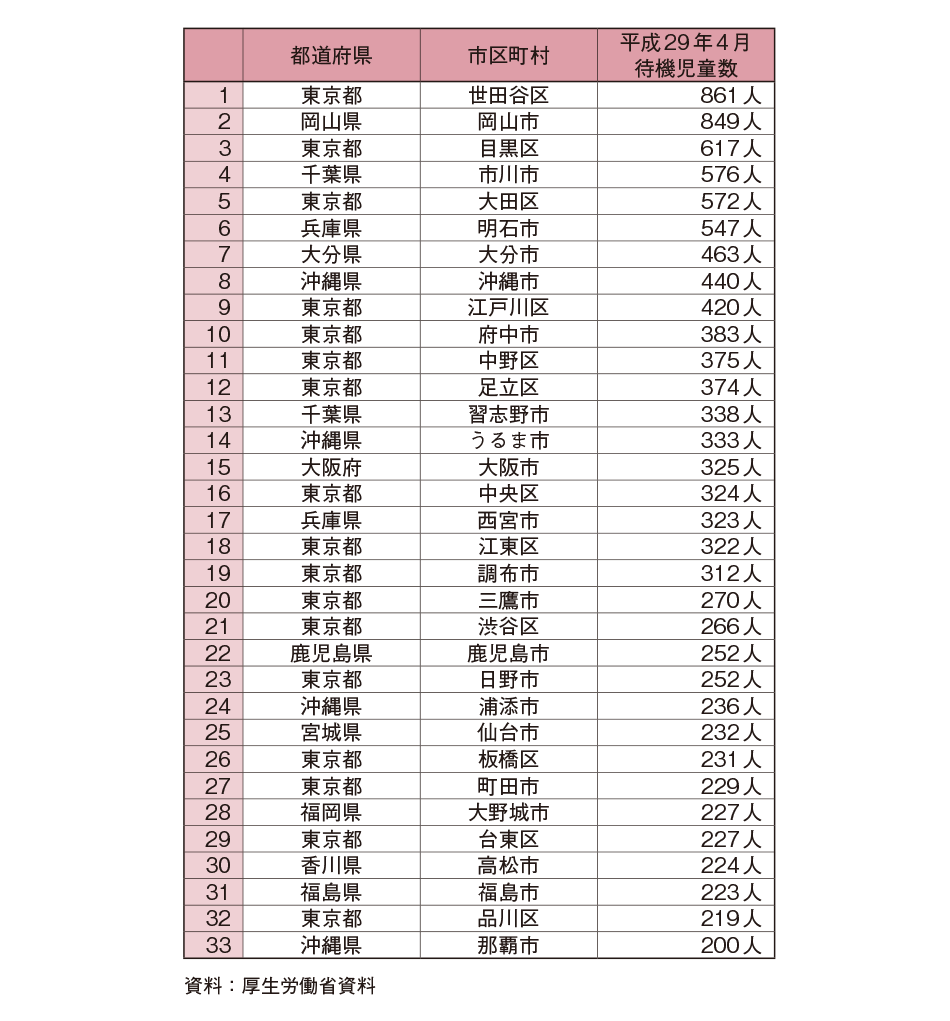 都道府県 市区町村 平成29年4月
待機児童数
1 東京都 世田谷区 861人
2 岡山県 岡山市 849人
3 東京都 目黒区 617人
4 千葉県 市川市 576人
5 東京都 大田区 572人
6 兵庫県 明石市 547人
7 大分県 大分市 463人
8 沖縄県 沖縄市 440人
9 東京都 江戸川区 420人
10 東京都 府中市 383人
11 東京都 中野区 375人
12 東京都 足立区 374人
13 千葉県 習志野市 338人
14 沖縄県 うるま市 333人
15 大阪府 大阪市 325人
16 東京都 中央区 324人
17 兵庫県 西宮市 323人
18 東京都 江東区 322人
19 東京都 調布市 312人
20 東京都 三鷹市 270人
21 東京都 渋谷区 266人
22 鹿児島県 鹿児島市 252人
23 東京都 日野市 252人
24 沖縄県 浦添市 236人
25 宮城県 仙台市 232人
26 東京都 板橋区 231人
27 東京都 町田市 229人
28 福岡県 大野城市 227人
29 東京都 台東区 227人
30 香川県 高松市 224人
31 福島県 福島市 223人
32 東京都 品川区 219人
33 沖縄県 那覇市 200人
資料：厚生労働省資料